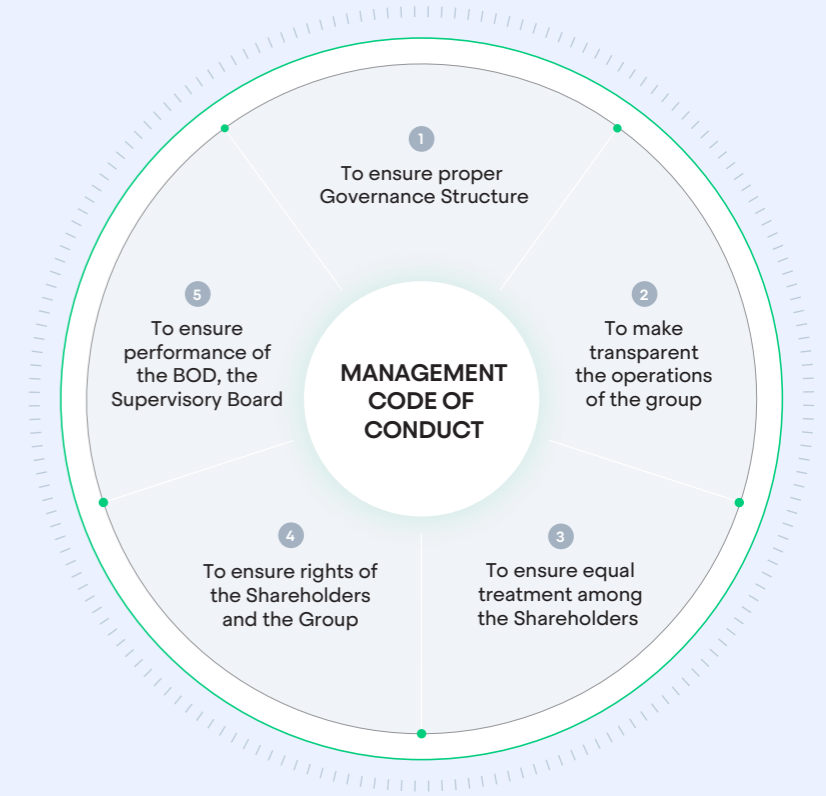 1
To ensure proper
Governance Structure
2
To make
transparent
the operations
of the group
3
To ensure equal
treatment among
the Shareholders
4
To ensure rights of
the Shareholders
and the Group
5
To ensure
performance of
the BOD, the
Supervisory Board
MANAGEMENT
CODE OF
CONDUCT